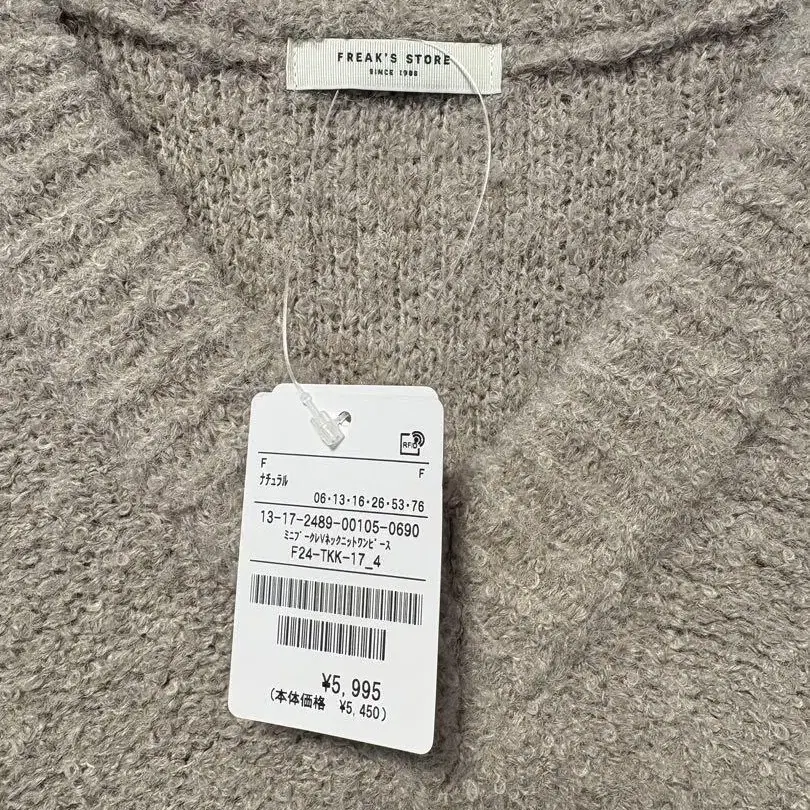 FREAK'S STORE
SINCE 1986
RFID
F F
ﾅﾁｭﾗﾙ
06・13・16・26・53・76
13-17-2489-00105-0690
ﾐﾆﾌﾞｰｸﾚVﾈｯｸﾆｯﾄﾜﾝﾋﾟｰｽ
F24-TKK-17_4
¥5,995
(本体価格 ¥5,450)